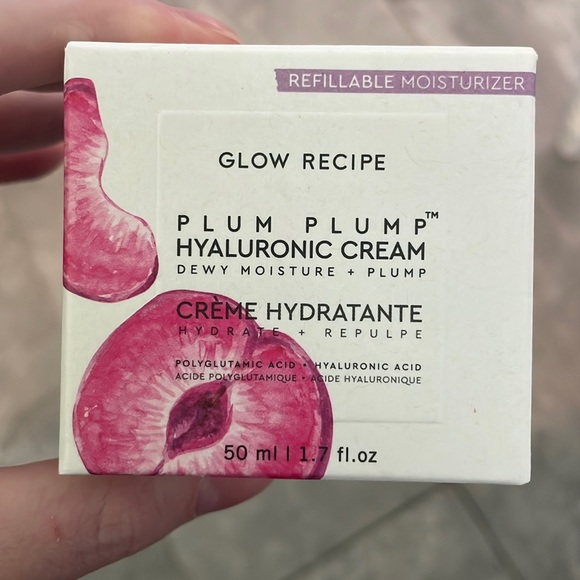 REFILLABLE MOISTURIZER
GLOW RECIPE
PLUM PLUMP™
HYALURONIC CREAM
DEWY MOISTURE + PLUMP
CRÈME HYDRATANTE
HYDRATE + REPULPE
POLYGLUTAMIC ACID • HYALURONIC ACID
ACIDE POLYGLUTAMIQUE • ACIDE HYALURONIQUE
50 ml | 1.7 fl.oz